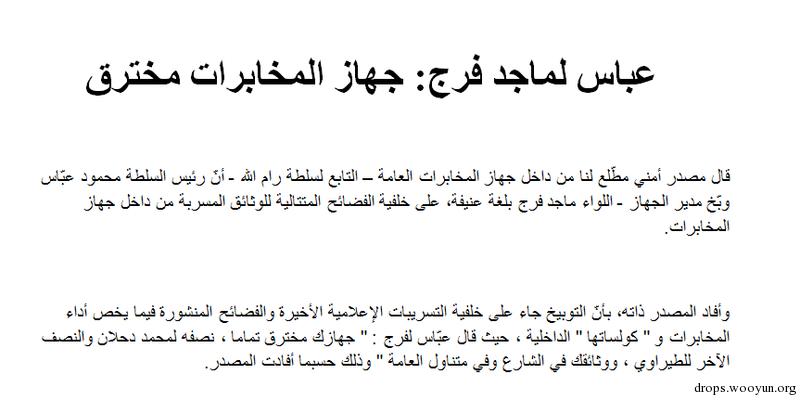 عباس لماجد فرج: جهاز المخابرات مخترق
قال مصدر أمني مطّلع لنا من داخل جهاز المخابرات العامة – التابع لسلطة رام الله - أنّ رئيس السلطة محمود عبّاس
وبّخ مدير الجهاز - اللواء ماجد فرج بلغة عنيفة، على خلفية الفضائح المتتالية للوثائق المسربة من داخل جهاز
المخابرات.
وأفاد المصدر ذاته، بأنّ التوبيخ جاء على خلفية التسريبات الإعلامية الأخيرة والفضائح المنشورة فيما يخص أداء
المخابرات و " كولساتها " الداخلية ، حيث قال عبّاس لفرج : " جهازك مخترق تماما ، نصفه لمحمد دحلان والنصف
الآخر للطيراوي ، ووثائقك في الشارع وفي متناول العامة " وذلك حسبما أفادت المصدر.
drops.wooyun.org